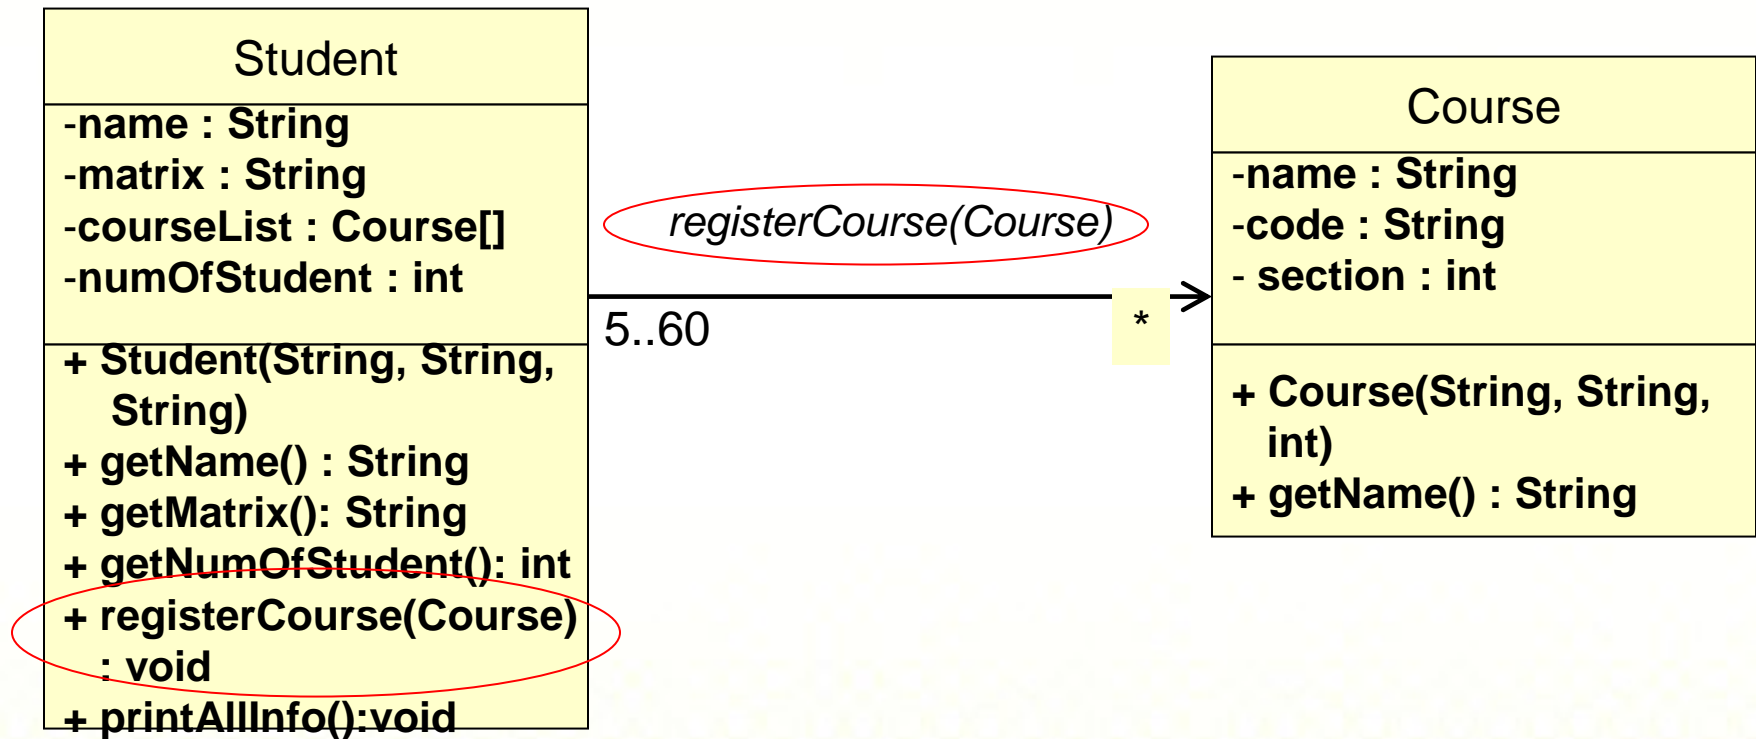 Student
-name : String
-matrix : String
-courseList : Course[]
-numOfStudent : int
+ Student(String, String,
String)
+ getName() : String
+ getMatrix(): String
+ getNumOfStudent(): int
+ registerCourse(Course)
: void
+ printAllInfo():void
registerCourse(Course)
5..60
*
Course
-name : String
-code : String
- section : int
+ Course(String, String,
int)
+ getName() : String